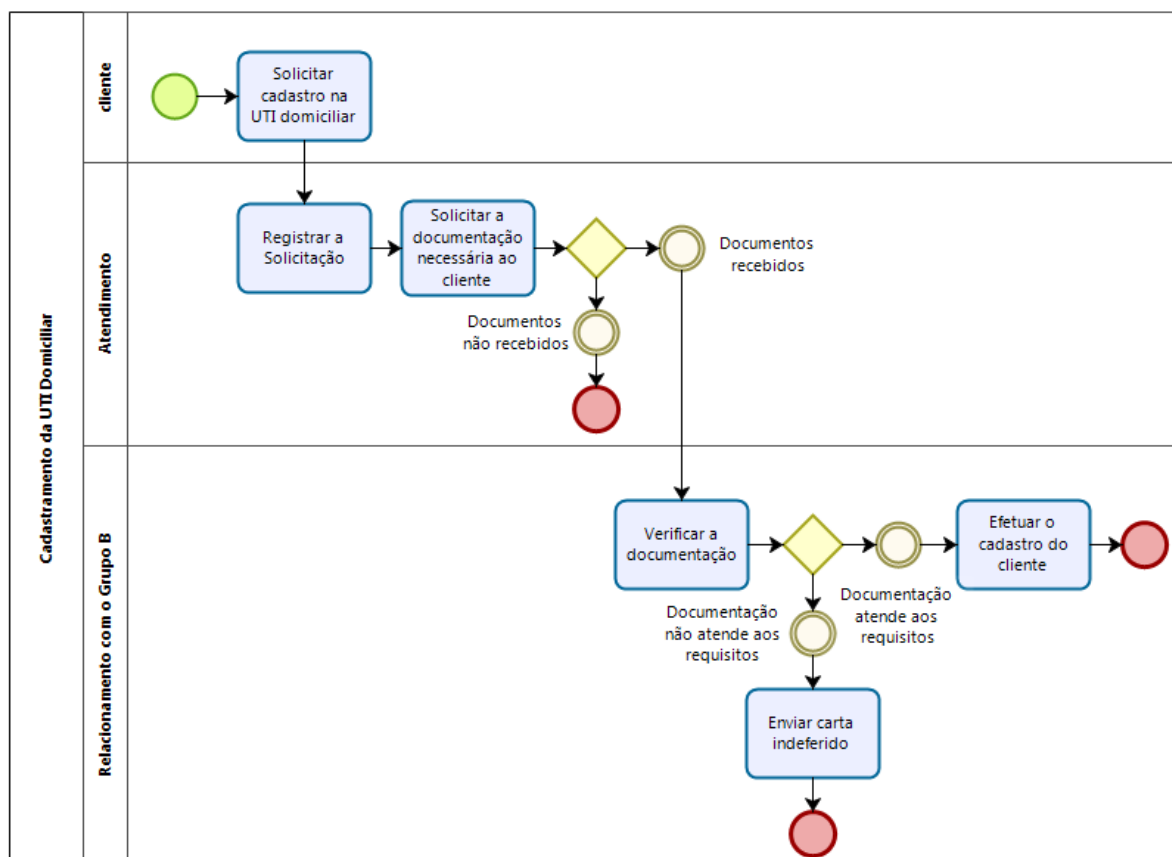 Cadastramento da UTI Domiciliar
cliente
Solicitar
cadastro na
UTI domiciliar
Atendimento
Registrar a
Solicitação
Solicitar a
documentação
necessária ao
cliente
Documentos
recebidos
Documentos
não recebidos
Relacionamento com o Grupo B
Verificar a
documentação
Efetuar o
cadastro do
cliente
Documentação
atende aos
requisitos
Documentação
não atende aos
requisitos
Enviar carta
indeferido